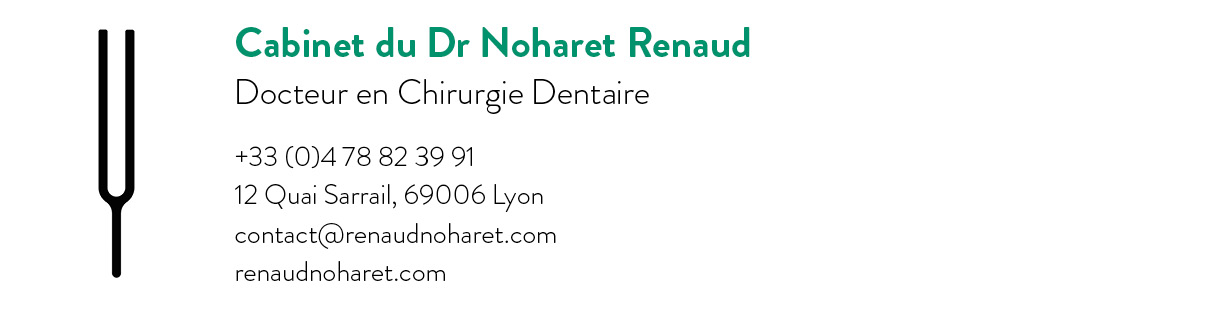 Cabinet du Dr Noharet Renaud
Docteur en Chirurgie Dentaire
+33 (0)4 78 82 39 91
12 Quai Sarrail, 69006 Lyon
contact@renaudnoharet.com
renaudnoharet.com